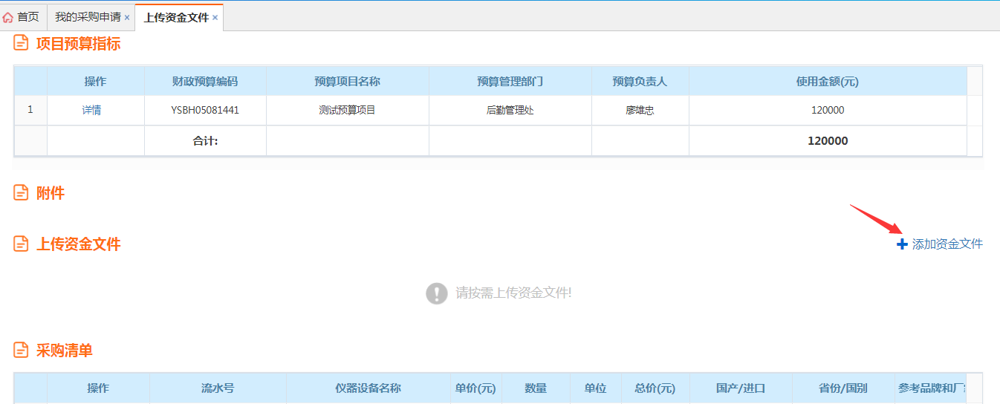 首页 我的采购申请 × 上传资金文件 ×
项目预算指标
操作 财政预算编码 预算项目名称 预算管理部门 预算负责人 使用金额(元)
1 详情 YSBH05081441 测试预算项目 后勤管理处 廖雄忠 120000
合计: 120000
附件
上传资金文件 添加资金文件
请按需上传资金文件!
采购清单
操作 流水号 仪器设备名称 单价(元) 数量 单位 总价(元) 国产/进口 省份/国别 参考品牌和厂